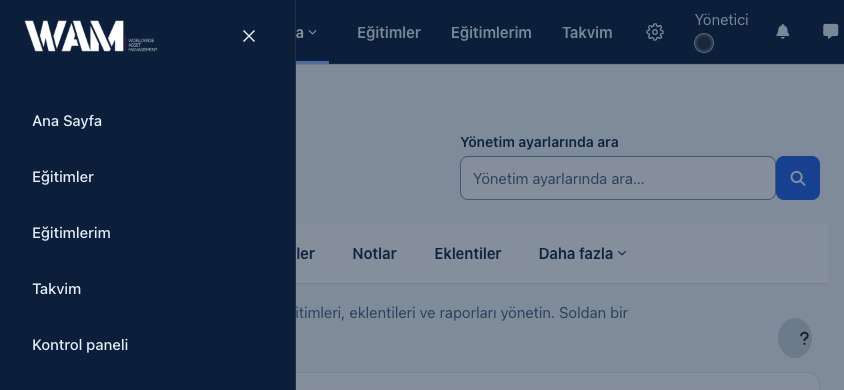 WAM WORLDWIDE
ASSET
MANAGEMENT
a
Eğitimler
Eğitimlerim
Takvim
Yönetici
Ana Sayfa
Eğitimler
Eğitimlerim
Takvim
Kontrol paneli
Yönetim ayarlarında ara
Yönetim ayarlarında ara...
ler
Notlar
Eklentiler
Daha fazla
itimleri, eklentileri ve raporları yönetin. Soldan bir
?